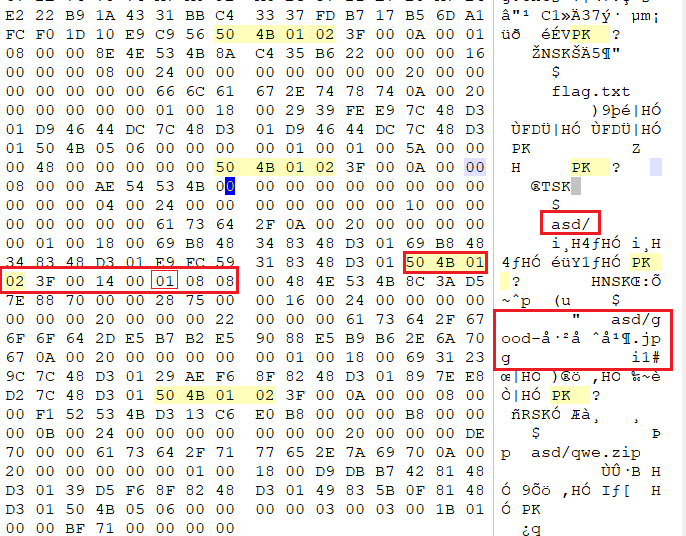 E2 22 B9 1A 43 31 BB C4 33 37 FD B7 17 B5 6D A1 â"¹ C1»Ä37ý· µm¡
FC F0 1D 10 E9 C9 56 50 4B 01 02 3F 00 0A 00 01 üð éÉVPK ?
08 00 00 8E 4E 53 4B 8A C4 35 B6 22 00 00 00 16 ŽNSKŠÄ5¶"
00 00 00 08 00 24 00 00 00 00 00 00 00 20 00 00 $
00 00 00 00 00 66 6C 61 67 2E 74 78 74 0A 00 20 flag.txt
00 00 00 00 00 01 00 18 00 29 39 FE E9 7C 48 D3 )9þé|HÓ
01 D9 46 44 DC 7C 48 D3 01 D9 46 44 DC 7C 48 D3 ÙFDÜ|HÓ ÙFDÜ|HÓ
01 50 4B 05 06 00 00 00 00 01 00 01 00 5A 00 00 PK Z
00 48 00 00 00 00 00 50 4B 01 02 3F 00 0A 00 00 H PK ?
08 00 00 AE 54 53 4B 00 00 00 00 00 00 00 00 00 ®TSK
00 00 00 04 00 24 00 00 00 00 00 00 00 10 00 00 $
00 00 00 00 00 61 73 64 2F 0A 00 20 00 00 00 00 asd/
00 01 00 18 00 69 B8 48 34 83 48 D3 01 69 B8 48 i¸H4ƒHÓ i¸H
34 83 48 D3 01 E9 FC 59 31 83 48 D3 01 50 4B 01 4ƒHÓ éüY1ƒHÓ PK
02 3F 00 14 00 01 08 08 00 48 4E 53 4B 8C 3A D5 ? HNSKŒ:Õ
7E 88 70 00 00 28 75 00 00 16 00 24 00 00 00 00 ~ˆp (u $
00 00 00 20 00 00 00 22 00 00 00 61 73 64 2F 67 " asd/g
6F 6F 64 2D E5 B7 B2 E5 90 88 E5 B9 B6 2E 6A 70 ood-å·²å ˆå¹¶.jp
67 0A 00 20 00 00 00 00 00 01 00 18 00 69 31 23 g i1#
9C 7C 48 D3 01 29 AE F6 8F 82 48 D3 01 89 7E E8 œ|HÓ )®ö ‚HÓ ‰~è
D2 7C 48 D3 01 50 4B 01 02 3F 00 0A 00 00 08 00 Ò|HÓ PK ?
00 F1 52 53 4B D3 13 C6 E0 B8 00 00 00 B8 00 00 ñRSKÓ Æà¸ ¸
00 0B 00 24 00 00 00 00 00 00 00 20 00 00 00 DE $ Þ
70 00 00 61 73 64 2F 71 77 65 2E 7A 69 70 0A 00 p asd/qwe.zip
20 00 00 00 00 00 01 00 18 00 D9 DB B7 42 81 48 ÙÛ·B H
D3 01 39 D5 F6 8F 82 48 D3 01 49 83 5B 0F 81 48 Ó 9Õö ‚HÓ Iƒ[ H
D3 01 50 4B 05 06 00 00 00 00 03 00 03 00 1B 01 Ó PK
00 00 BF 71 00 00 00 00 ¿q